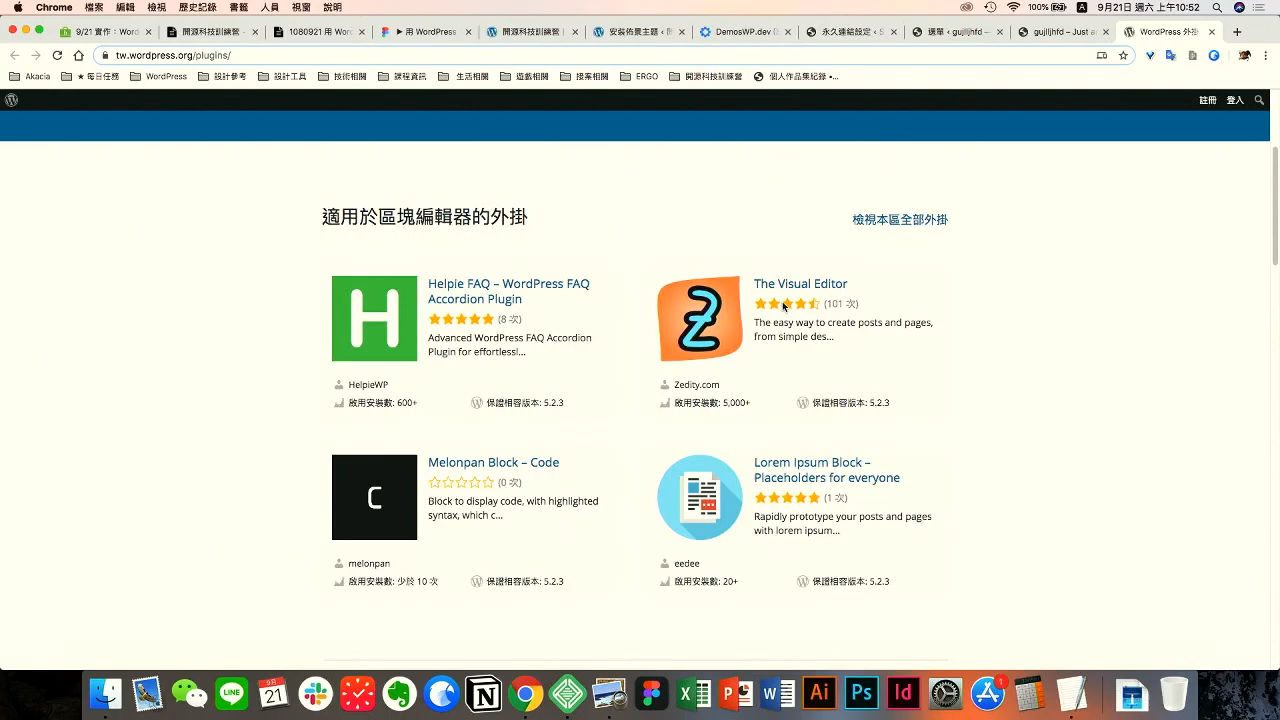 Chrome 檔案 編輯 檢視 歷史記錄 書籤 人員 視窗 說明
100% 9月21日 週六 上午10:52
9/21 實作：Word 開源科技訓練營 1080921 用 Wor 用 WordPress 開源科技訓練營 安裝佈景主題 DemosWP.dev 永久連結設定 選單 ‹ gujlljhfd gujlljhfd – Just a WordPress 外掛
tw.wordpress.org/plugins/
Akacia ★ 每日任務 WordPress 設計參考 設計工具 技術相關 課程資訊 生活相關 遊戲相關 接案相關 ERGO 開源科技訓練營 個人作品集紀錄 •...
註冊 登入
適用於區塊編輯器的外掛
檢視本區全部外掛
Helpie FAQ – WordPress FAQ
Accordion Plugin
(8 次)
Advanced WordPress FAQ Accordion
Plugin for effortlessl...
HelpieWP
啟用安裝數: 600+
保證相容版本: 5.2.3
The Visual Editor
(101 次)
The easy way to create posts and pages,
from simple des...
Zedity.com
啟用安裝數: 5,000+
保證相容版本: 5.2.3
Melonpan Block – Code
(0 次)
Block to display code, with highlighted
syntax, which c...
melonpan
啟用安裝數: 少於 10 次
保證相容版本: 5.2.3
Lorem Ipsum Block –
Placeholders for everyone
(1 次)
Rapidly prototype your posts and pages
with lorem ipsum...
eedee
啟用安裝數: 20+
保證相容版本: 5.2.3
LINE
9月
21
N
X
P
W
Ai
Ps
Id
1